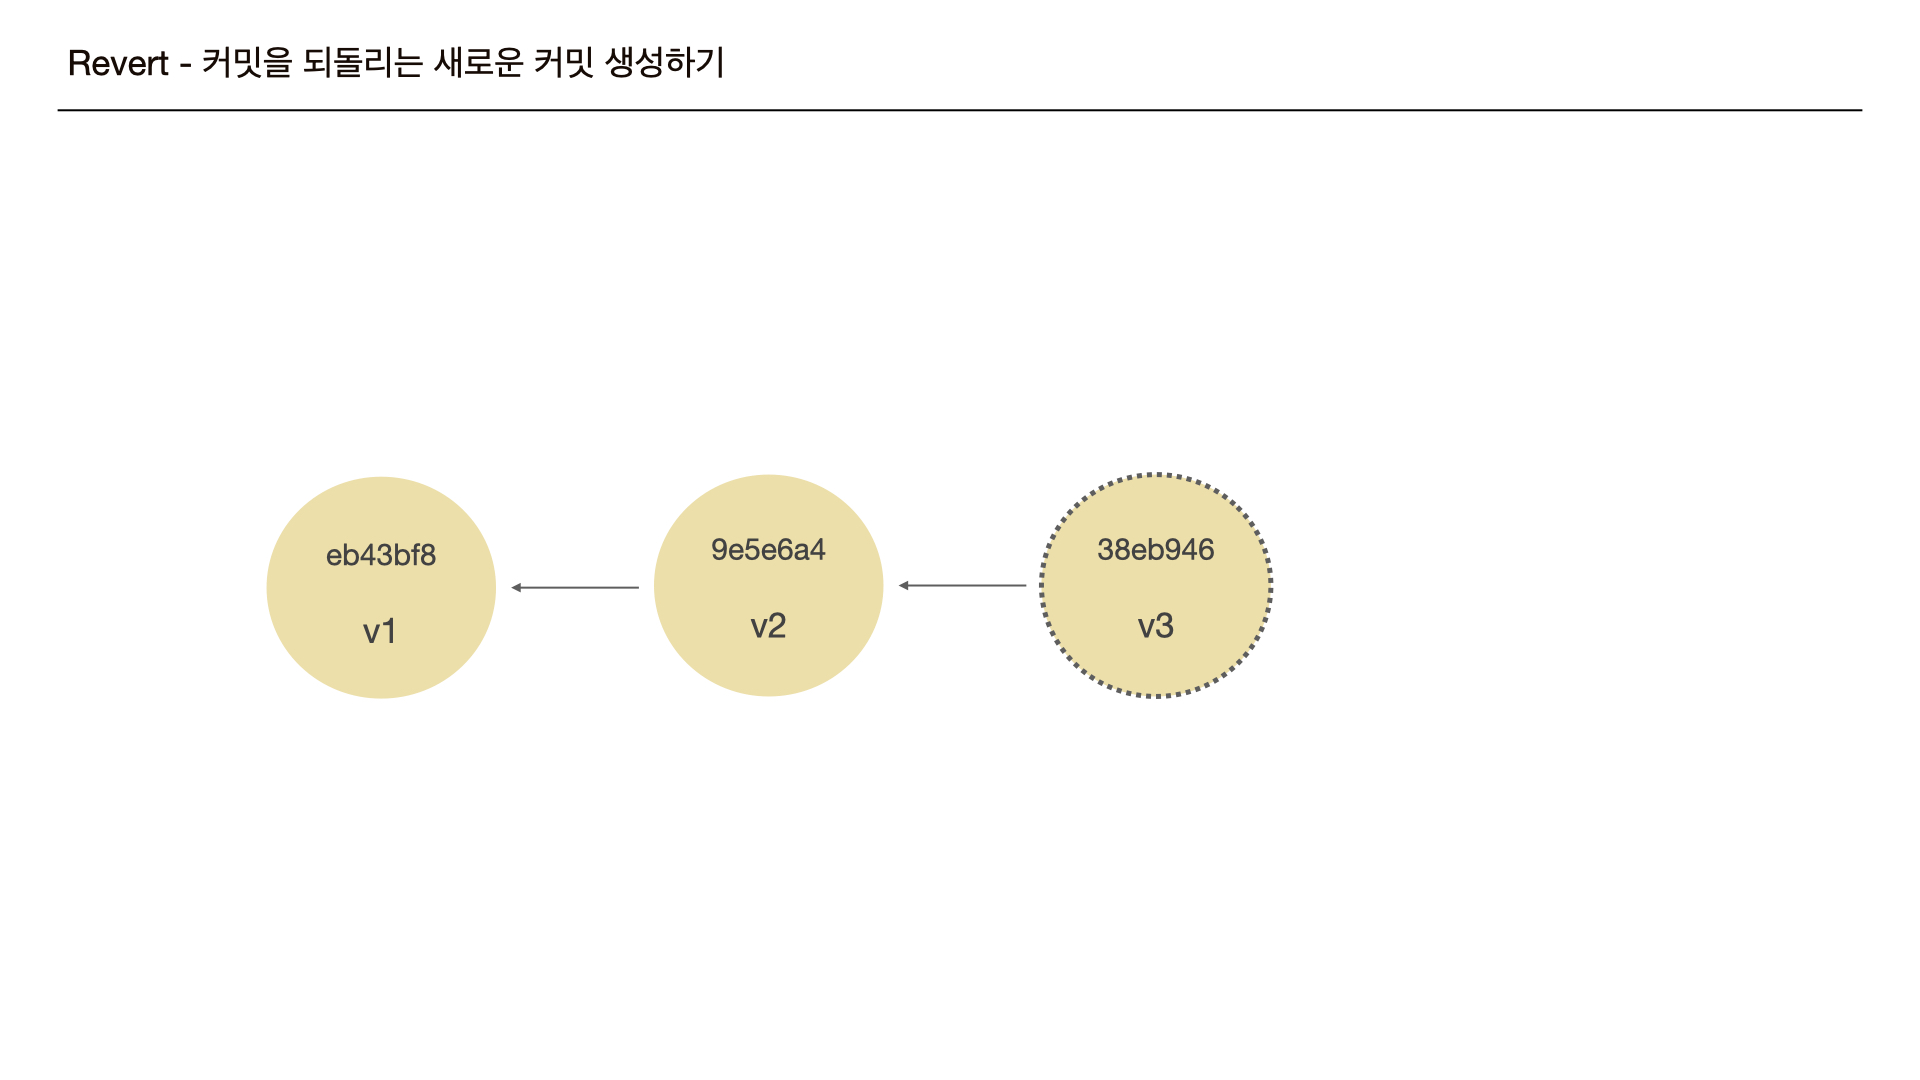 Revert - 커밋을 되돌리는 새로운 커밋 생성하기
eb43bf8
v1
9e5e6a4
v2
38eb946
v3